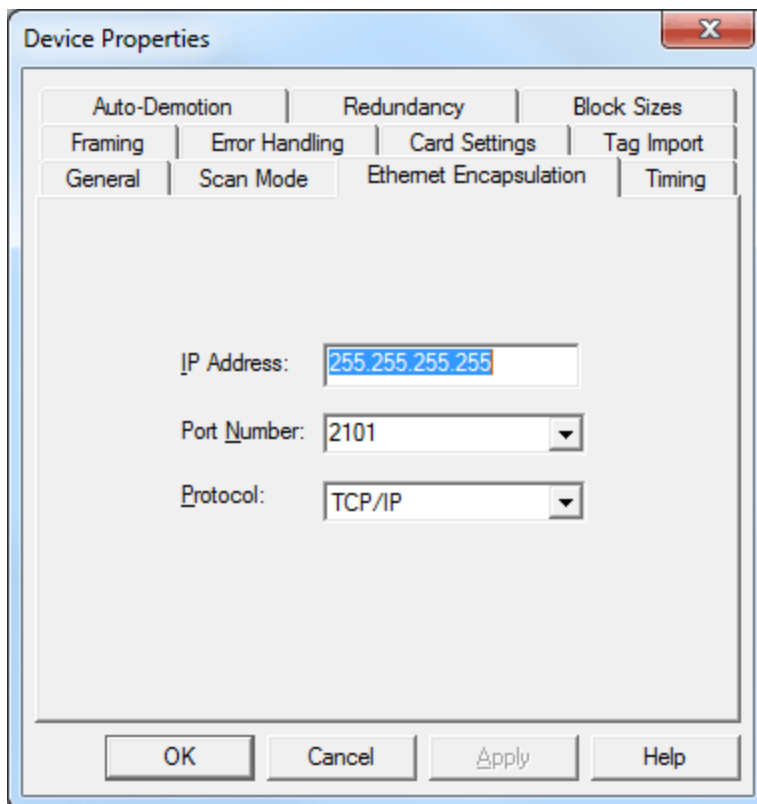 Device Properties
Auto-Demotion Redundancy Block Sizes
Framing Error Handling Card Settings Tag Import
General Scan Mode Ethernet Encapsulation Timing
IP Address: 255.255.255.255
Port Number: 2101
Protocol: TCP/IP
OK Cancel Apply Help